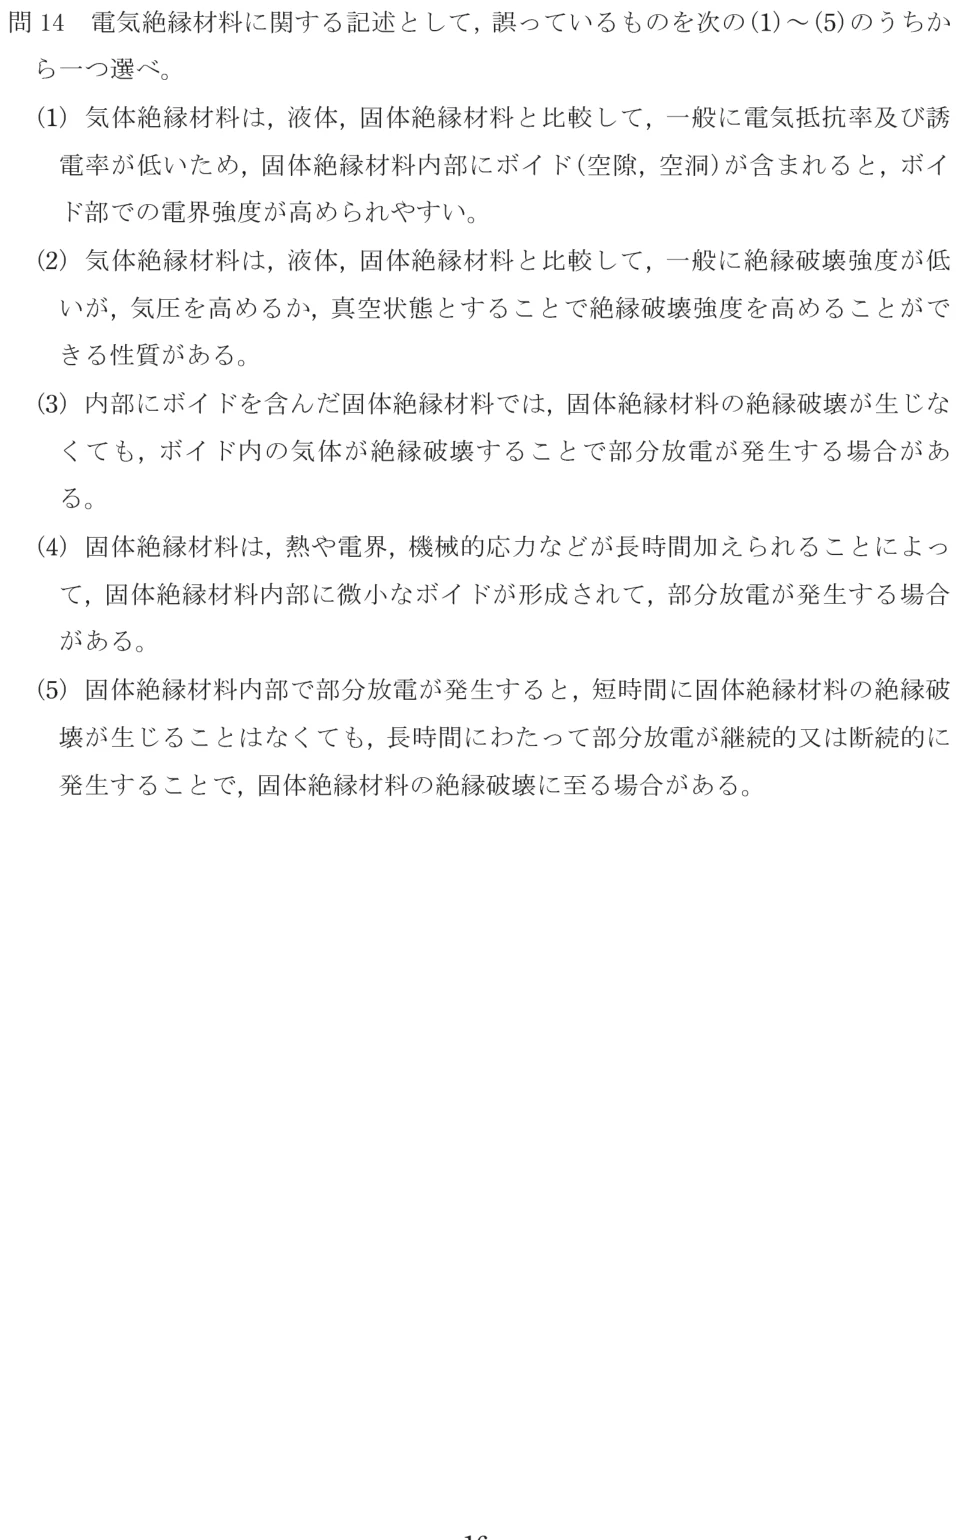 問 14　電気絶縁材料に関する記述として，誤っているものを次の(1)～(5)のうちか
ら一つ選べ。
(1) 気体絶縁材料は，液体，固体絶縁材料と比較して，一般に電気抵抗率及び誘
電率が低いため，固体絶縁材料内部にボイド(空隙，空洞)が含まれると，ボイ
ド部での電界強度が高められやすい。
(2) 気体絶縁材料は，液体，固体絶縁材料と比較して，一般に絶縁破壊強度が低
いが，気圧を高めるか，真空状態とすることで絶縁破壊強度を高めることがで
きる性質がある。
(3) 内部にボイドを含んだ固体絶縁材料では，固体絶縁材料の絶縁破壊が生じな
くても，ボイド内の気体が絶縁破壊することで部分放電が発生する場合があ
る。
(4) 固体絶縁材料は，熱や電界，機械的応力などが長時間加えられることによっ
て，固体絶縁材料内部に微小なボイドが形成されて，部分放電が発生する場合
がある。
(5) 固体絶縁材料内部で部分放電が発生すると，短時間に固体絶縁材料の絶縁破
壊が生じることはなくても，長時間にわたって部分放電が継続的又は断続的に
発生することで，固体絶縁材料の絶縁破壊に至る場合がある。